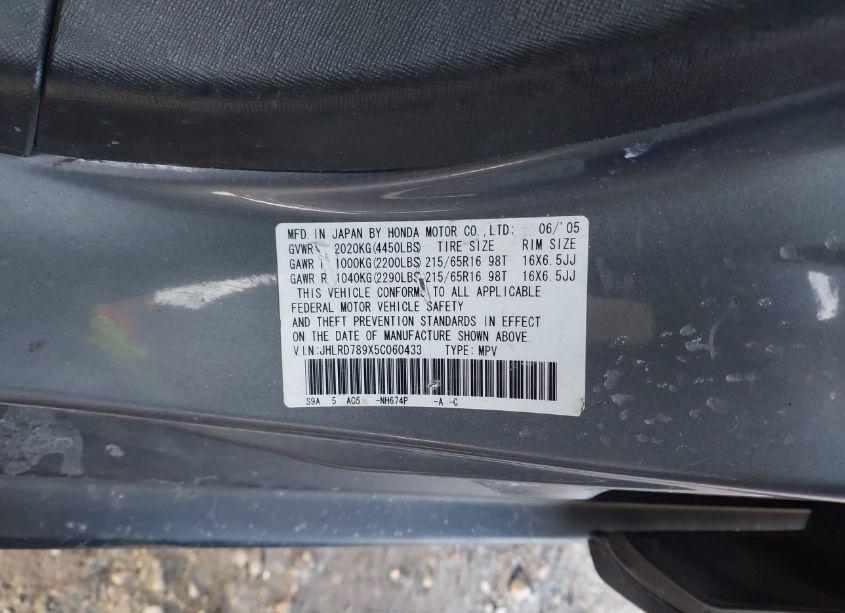 MFD. IN JAPAN BY HONDA MOTOR CO.,LTD: 06/'05
GVWR 2020KG(4450LBS) TIRE SIZE RIM SIZE
GAWR F 1000KG(2200LBS) 215/65R16 98T 16X6.5JJ
GAWR R 1040KG(2290LBS) 215/65R16 98T 16X6.5JJ
THIS VEHICLE CONFORMS TO ALL APPLICABLE
FEDERAL MOTOR VEHICLE SAFETY
AND THEFT PREVENTION STANDARDS IN EFFECT
ON THE DATE OF MANUFACTURE SHOWN ABOVE.
V.I.N:JHLRD789X5C060433 TYPE: MPV
S9A 5 AC6 -NH674P -A -C